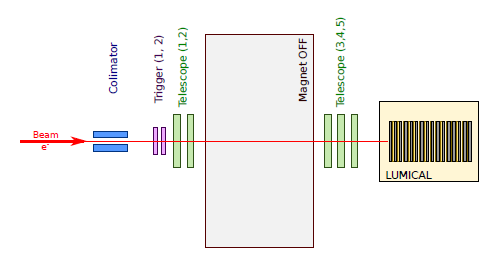 Beam
e-
Colimator
Trigger (1, 2)
Telescope (1,2)
Magnet OFF
Telescope (3,4,5)
LUMICAL